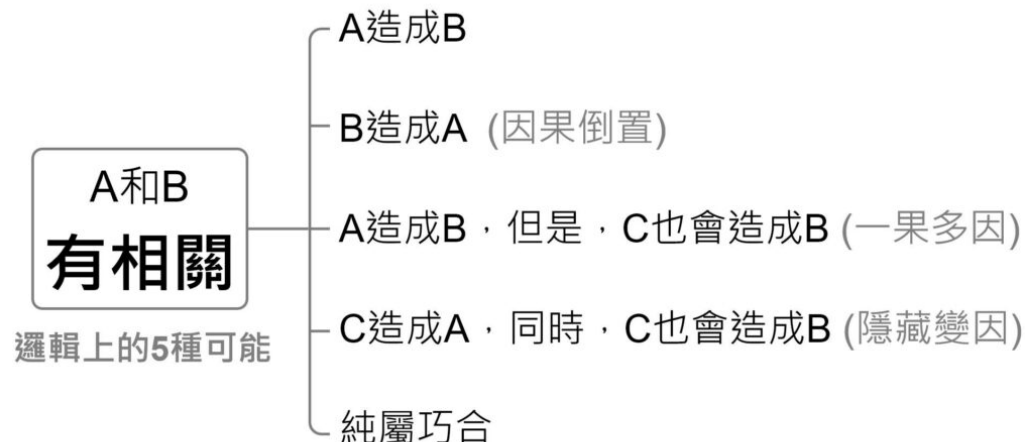 A造成B
B造成A (因果倒置)
A和B
有相關
A造成B，但是，C也會造成B (一果多因)
邏輯上的5種可能
C造成A，同時，C也會造成B (隱藏變因)
純屬巧合